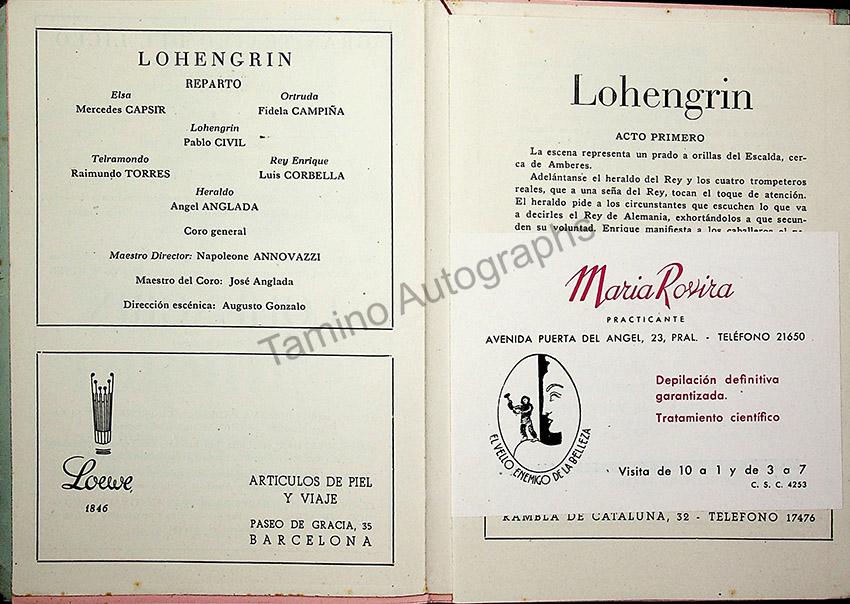 LOHENGRIN
REPARTO
Elsa
Mercedes CAPSIR
Ortruda
Fidela CAMPIÑA
Lohengrin
Pablo CIVIL
Telramondo
Raimundo TORRES
Rey Enrique
Luis CORBELLA
Heraldo
Angel ANGLADA
Coro general
Maestro Director: Napoleone ANNOVAZZI
Maestro del Coro: José Anglada
Dirección escénica: Augusto Gonzalo
Loewe
1846
ARTICULOS DE PIEL
Y VIAJE
PASEO DE GRACIA, 35
BARCELONA
Lohengrin
ACTO PRIMERO
La escena representa un prado a orillas del Escalda, cer-
ca de Amberes.
Adelántanse el heraldo del Rey y los cuatro trompeteros
reales, que a una seña del Rey, tocan el toque de atención.
El heraldo pide a los circunstantes que escuchen lo que va
a decirles el Rey de Alemania, exhortándolos a que secun-
den su voluntad. Enrique manifiesta a los caballeros el
Maria Rovira
PRACTICANTE
AVENIDA PUERTA DEL ANGEL, 23, PRAL. - TELÉFONO 21650
EL VELLO, ENEMIGO DE LA BELLEZA
Depilación definitiva
garantizada.
Tratamiento científico
Visita de 10 a 1 y de 3 a 7
C. S. C. 4253
RAMBLA DE CATALUÑA, 32 - TELEFONO 17476
Tamino Autographs